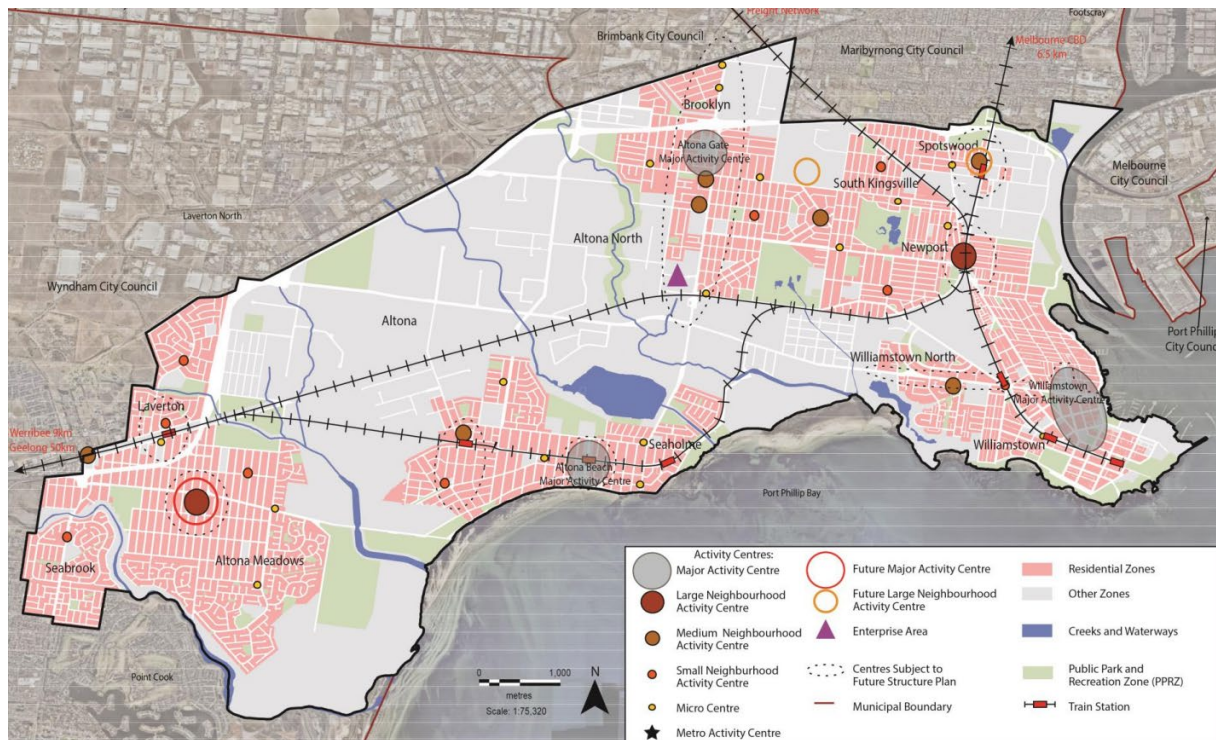 Freight Network
Footscray
Brimbank City Council
Maribyrnong City Council
Melbourne CBD
6.5 km
Brooklyn
Altona Gate
Major Activity Centre
Spotswood
Melbourne
City Council
South Kingsville
Laverton North
Altona North
Newport
Wyndham City Council
Altona
Port Phillip
City Counc
Williamstown North
Williamstown
Major Activity Centre
Laverton
Werribee 9km
Geelong 50km
Seaholme
Williamstown
Altona Beach
Major Activity Centre
Port Phillip Bay
Seabrook
Altona Meadows
Point Cook
0
1,000
metres
Scale: 1:75,320
N
Activity Centres:
Major Activity Centre
Large Neighbourhood
Activity Centre
Medium Neighbourhood
Activity Centre
Small Neighburhood
Activity Centre
Micro Centre
Metro Activity Centre
Future Major Activity Centre
Future Large Neighbourhood
Activity Centre
Enterprise Area
Centres Subject to
Future Structure Plan
Municipal Boundary
Residential Zones
Other Zones
Creeks and Waterways
Public Park and
Recreation Zone (PPRZ)
Train Station